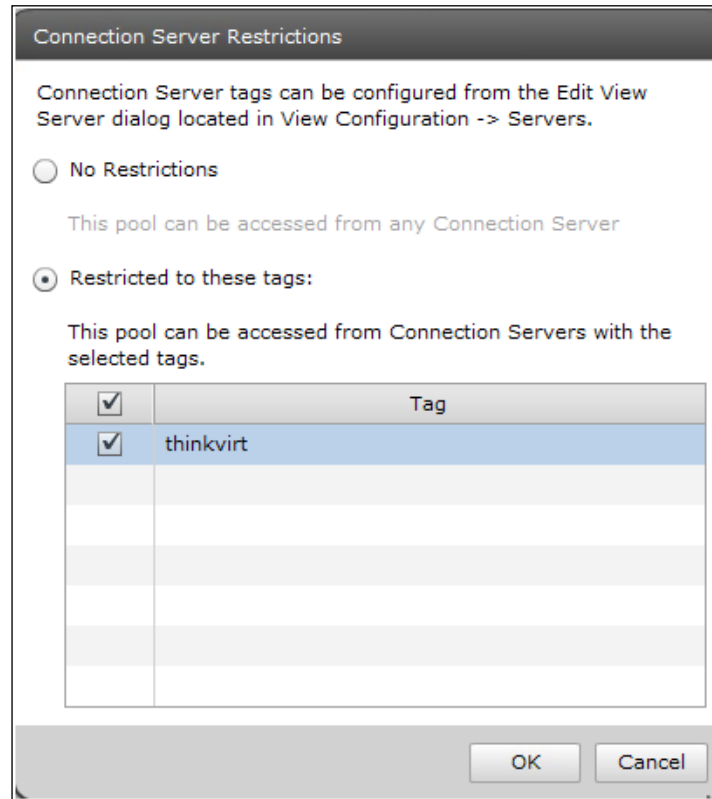 Connection Server Restrictions
Connection Server tags can be configured from the Edit View
Server dialog located in View Configuration -> Servers.
No Restrictions
This pool can be accessed from any Connection Server
Restricted to these tags:
This pool can be accessed from Connection Servers with the
selected tags.
Tag
thinkvirt
OK Cancel